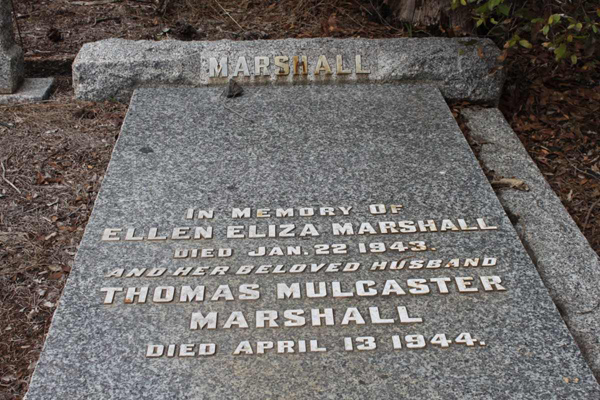 MARSHALL
IN MEMORY OF
ELLEN ELIZA MARSHALL
DIED JAN. 22 1943.
AND HER BELOVED HUSBAND
THOMAS MULCASTER
MARSHALL
DIED APRIL 13 1944.